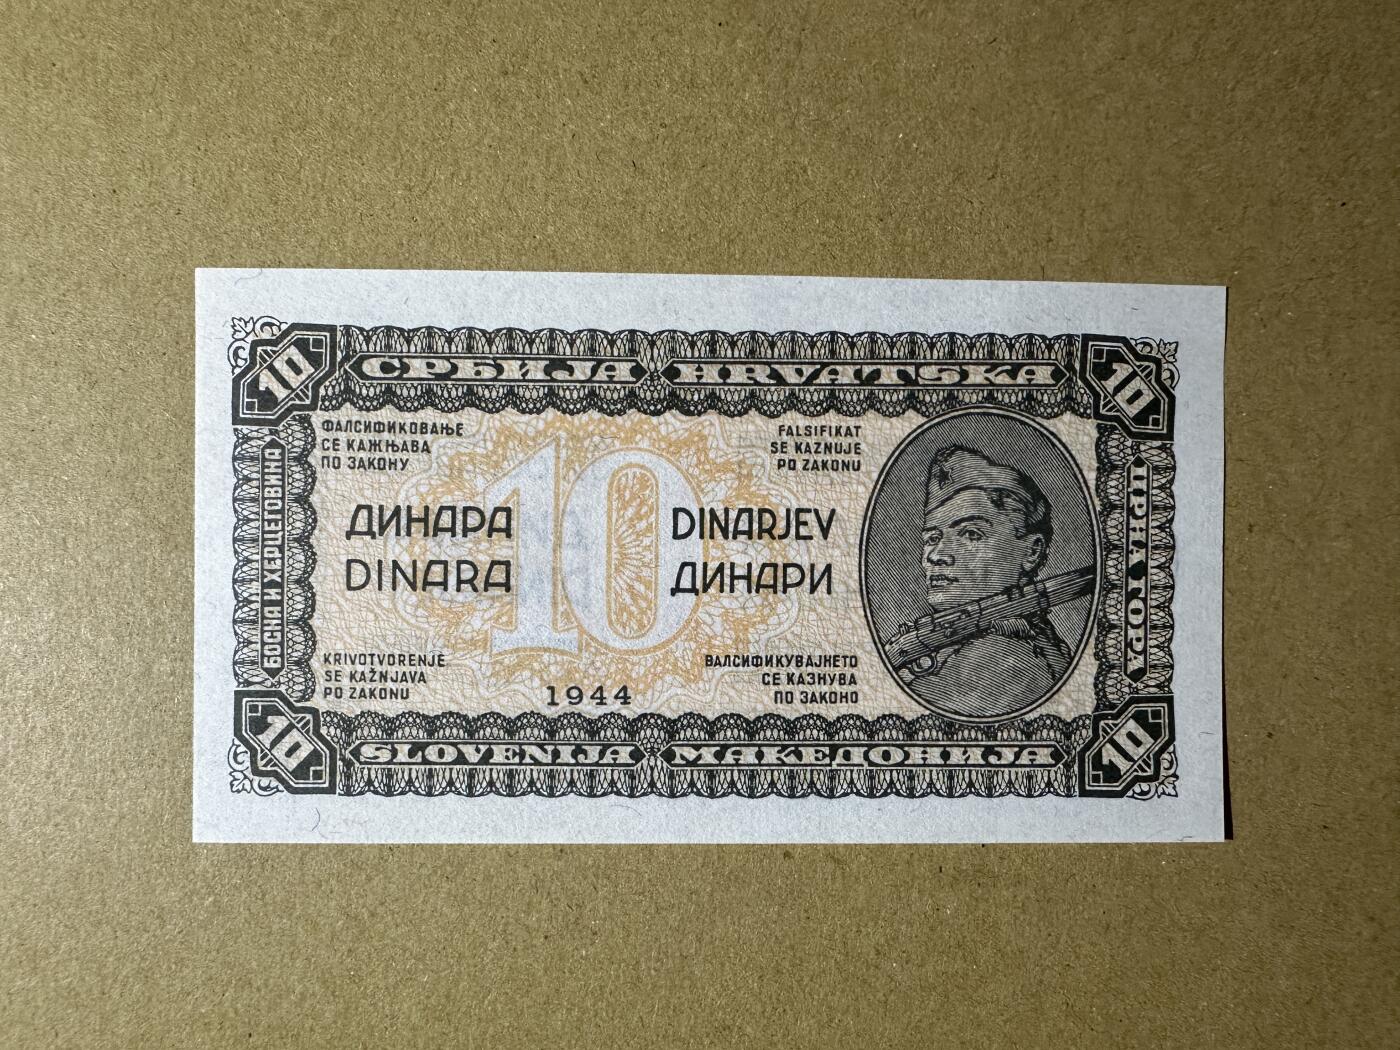 10
СРБИЈА
HRVATSKA
10
ФАЛСИФИКОВАЊЕ
СЕ КАЖЊАВА
ПО ЗАКОНУ
FALSIFIKAT
SE KAZNUJE
PO ZAKONU
БОСНА И ХЕРЦЕГОВИНА
ЦРНА ГОРА
10
ДИНАРА
DINARA
DINARJEV
ДИНАРИ
KRIVOTVORENJE
SE KAŽNJAVA
PO ZAKONU
1944
ВАЛСИФИКУВАЈНЕТО
СЕ КАЗНУВА
ПО ЗАКОНО
10
SLOVENIJA
МАКЕДОНИЈА
10